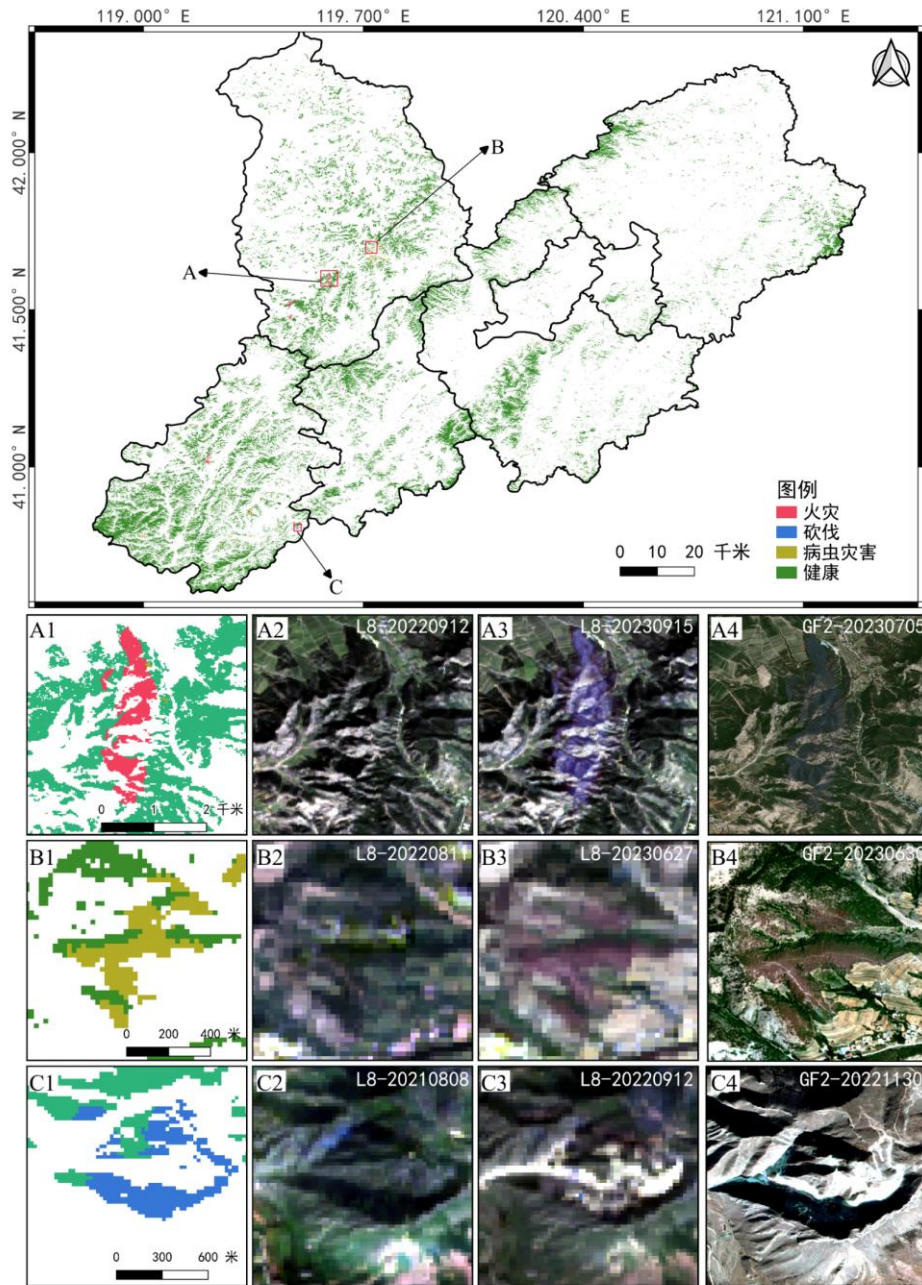 119.000° E 119.700° E 120.400° E 121.100° E
42.000° N
41.500° N
41.000° N
B
A
C
图例
火灾
砍伐
病虫灾害
健康
0 10 20 千米
A1
0 1 2 千米
A2 L8-20220912
A3 L8-20230915
A4 GF2-20230705
B1
0 200 400 米
B2 L8-20220811
B3 L8-20230627
B4 GF2-20230630
C1
0 300 600 米
C2 L8-20210808
C3 L8-20220912
C4 GF2-20221130